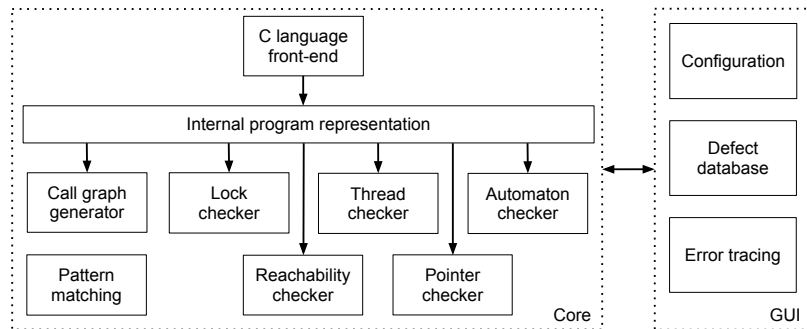 C language
front-end
Configuration
Internal program representation
Defect
database
Call graph
generator
Lock
checker
Thread
checker
Automaton
checker
Error tracing
Pattern
matching
Reachability
checker
Pointer
checker
Core
GUI